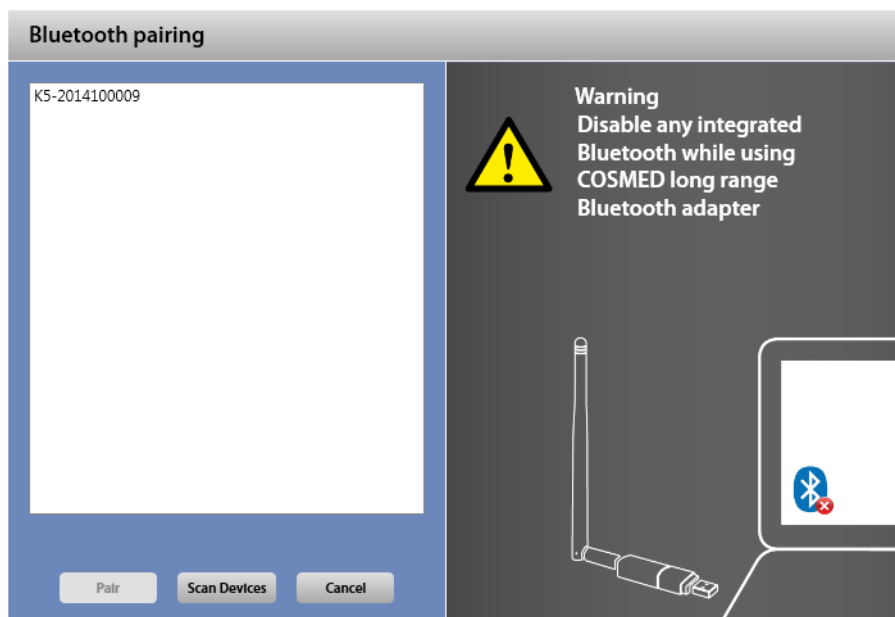 Bluetooth pairing
K5-2014100009
Warning
Disable any integrated
Bluetooth while using
COSMED long range
Bluetooth adapter
Pair
Scan Devices
Cancel